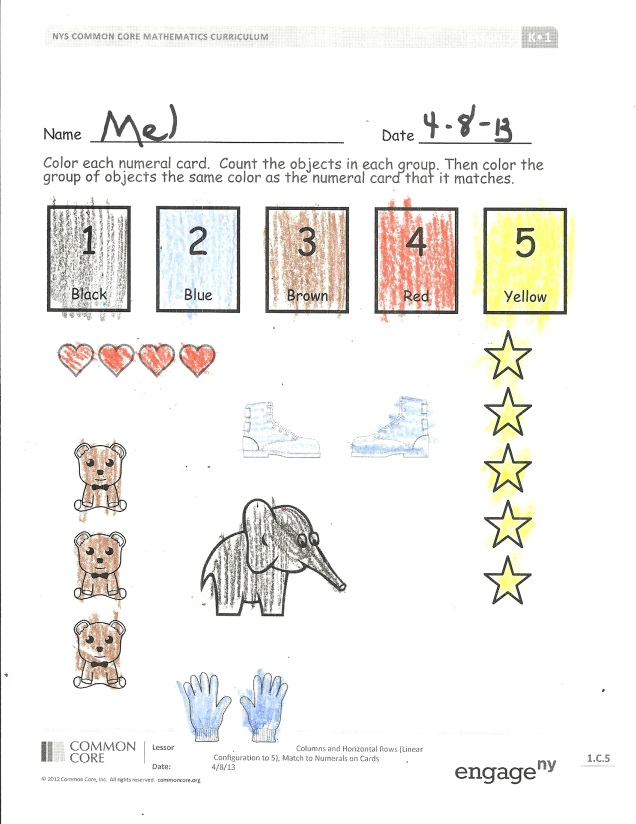 NYS COMMON CORE MATHEMATICS CURRICULUM
K•1
Name Mel Date 4-8-13
Color each numeral card. Count the objects in each group. Then color the
group of objects the same color as the numeral card that it matches.
1 2 3 4 5
Black Blue Brown Red Yellow
COMMON
CORE
Lessor Columns and Horizontal Rows (Linear
Configuration to 5), Match to Numerals on Cards
Date: 4/8/13
© 2012 Common Core, Inc. All rights reserved. commoncore.org
engageny
1.C.5